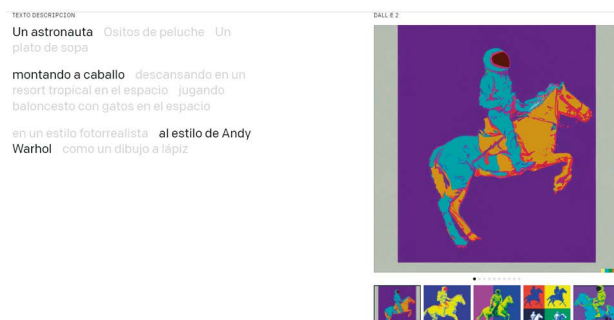 TEXTO DESCRIPCION
Un astronauta Ositos de peluche Un
plato de sopa
montando a caballo descansando en un
resort tropical en el espacio jugando
baloncesto con gatos en el espacio
en un estilo fotorrealista al estilo de Andy
Warhol como un dibujo a lápiz
DALL·E 2